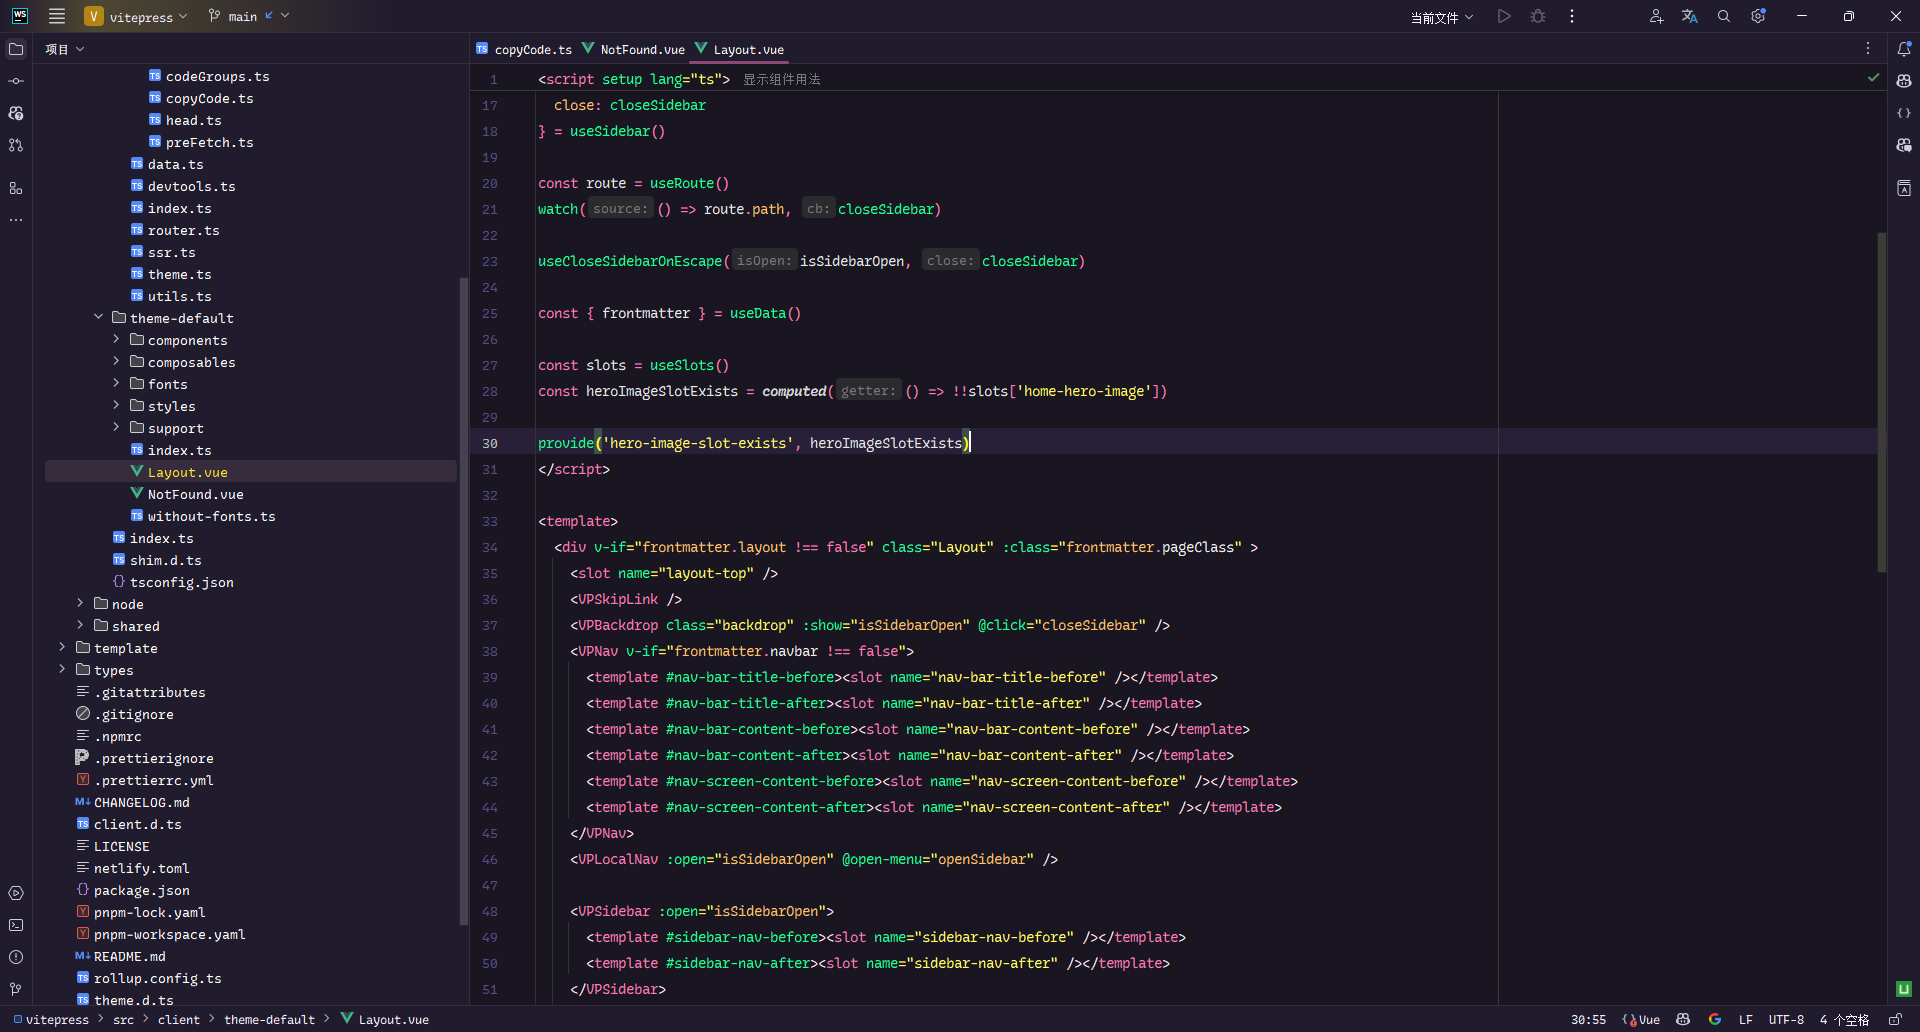 WS V vitepress main 当前文件
项目
codeGroups.ts
copyCode.ts
head.ts
preFetch.ts
data.ts
devtools.ts
index.ts
router.ts
ssr.ts
theme.ts
utils.ts
theme-default
components
composables
fonts
styles
support
index.ts
Layout.vue
NotFound.vue
without-fonts.ts
index.ts
shim.d.ts
tsconfig.json
node
shared
template
types
.gitattributes
.gitignore
.npmrc
.prettierignore
.prettierrc.yml
CHANGELOG.md
client.d.ts
LICENSE
netlify.toml
package.json
pnpm-lock.yaml
pnpm-workspace.yaml
README.md
rollup.config.ts
theme.d.ts
copyCode.ts NotFound.vue Layout.vue
1 <script setup lang="ts"> 显示组件用法
17 close: closeSidebar
18 } = useSidebar()
19
20 const route = useRoute()
21 watch( source: () => route.path, cb: closeSidebar)
22
23 useCloseSidebarOnEscape( isOpen: isSidebarOpen, close: closeSidebar)
24
25 const { frontmatter } = useData()
26
27 const slots = useSlots()
28 const heroImageSlotExists = computed( getter: () => !!slots['home-hero-image'])
29
30 provide('hero-image-slot-exists', heroImageSlotExists)
31 </script>
32
33 <template>
34 <div v-if="frontmatter.layout !== false" class="Layout" :class="frontmatter.pageClass" >
35 <slot name="layout-top" />
36 <VPSkipLink />
37 <VPBackdrop class="backdrop" :show="isSidebarOpen" @click="closeSidebar" />
38 <VPNav v-if="frontmatter.navbar !== false">
39 <template #nav-bar-title-before><slot name="nav-bar-title-before" /></template>
40 <template #nav-bar-title-after><slot name="nav-bar-title-after" /></template>
41 <template #nav-bar-content-before><slot name="nav-bar-content-before" /></template>
42 <template #nav-bar-content-after><slot name="nav-bar-content-after" /></template>
43 <template #nav-screen-content-before><slot name="nav-screen-content-before" /></template>
44 <template #nav-screen-content-after><slot name="nav-screen-content-after" /></template>
45 </VPNav>
46 <VPLocalNav :open="isSidebarOpen" @open-menu="openSidebar" />
47
48 <VPSidebar :open="isSidebarOpen">
49 <template #sidebar-nav-before><slot name="sidebar-nav-before" /></template>
50 <template #sidebar-nav-after><slot name="sidebar-nav-after" /></template>
51 </VPSidebar>
vitepress > src > client > theme-default > Layout.vue 30:55 Vue LF UTF-8 4 个空格